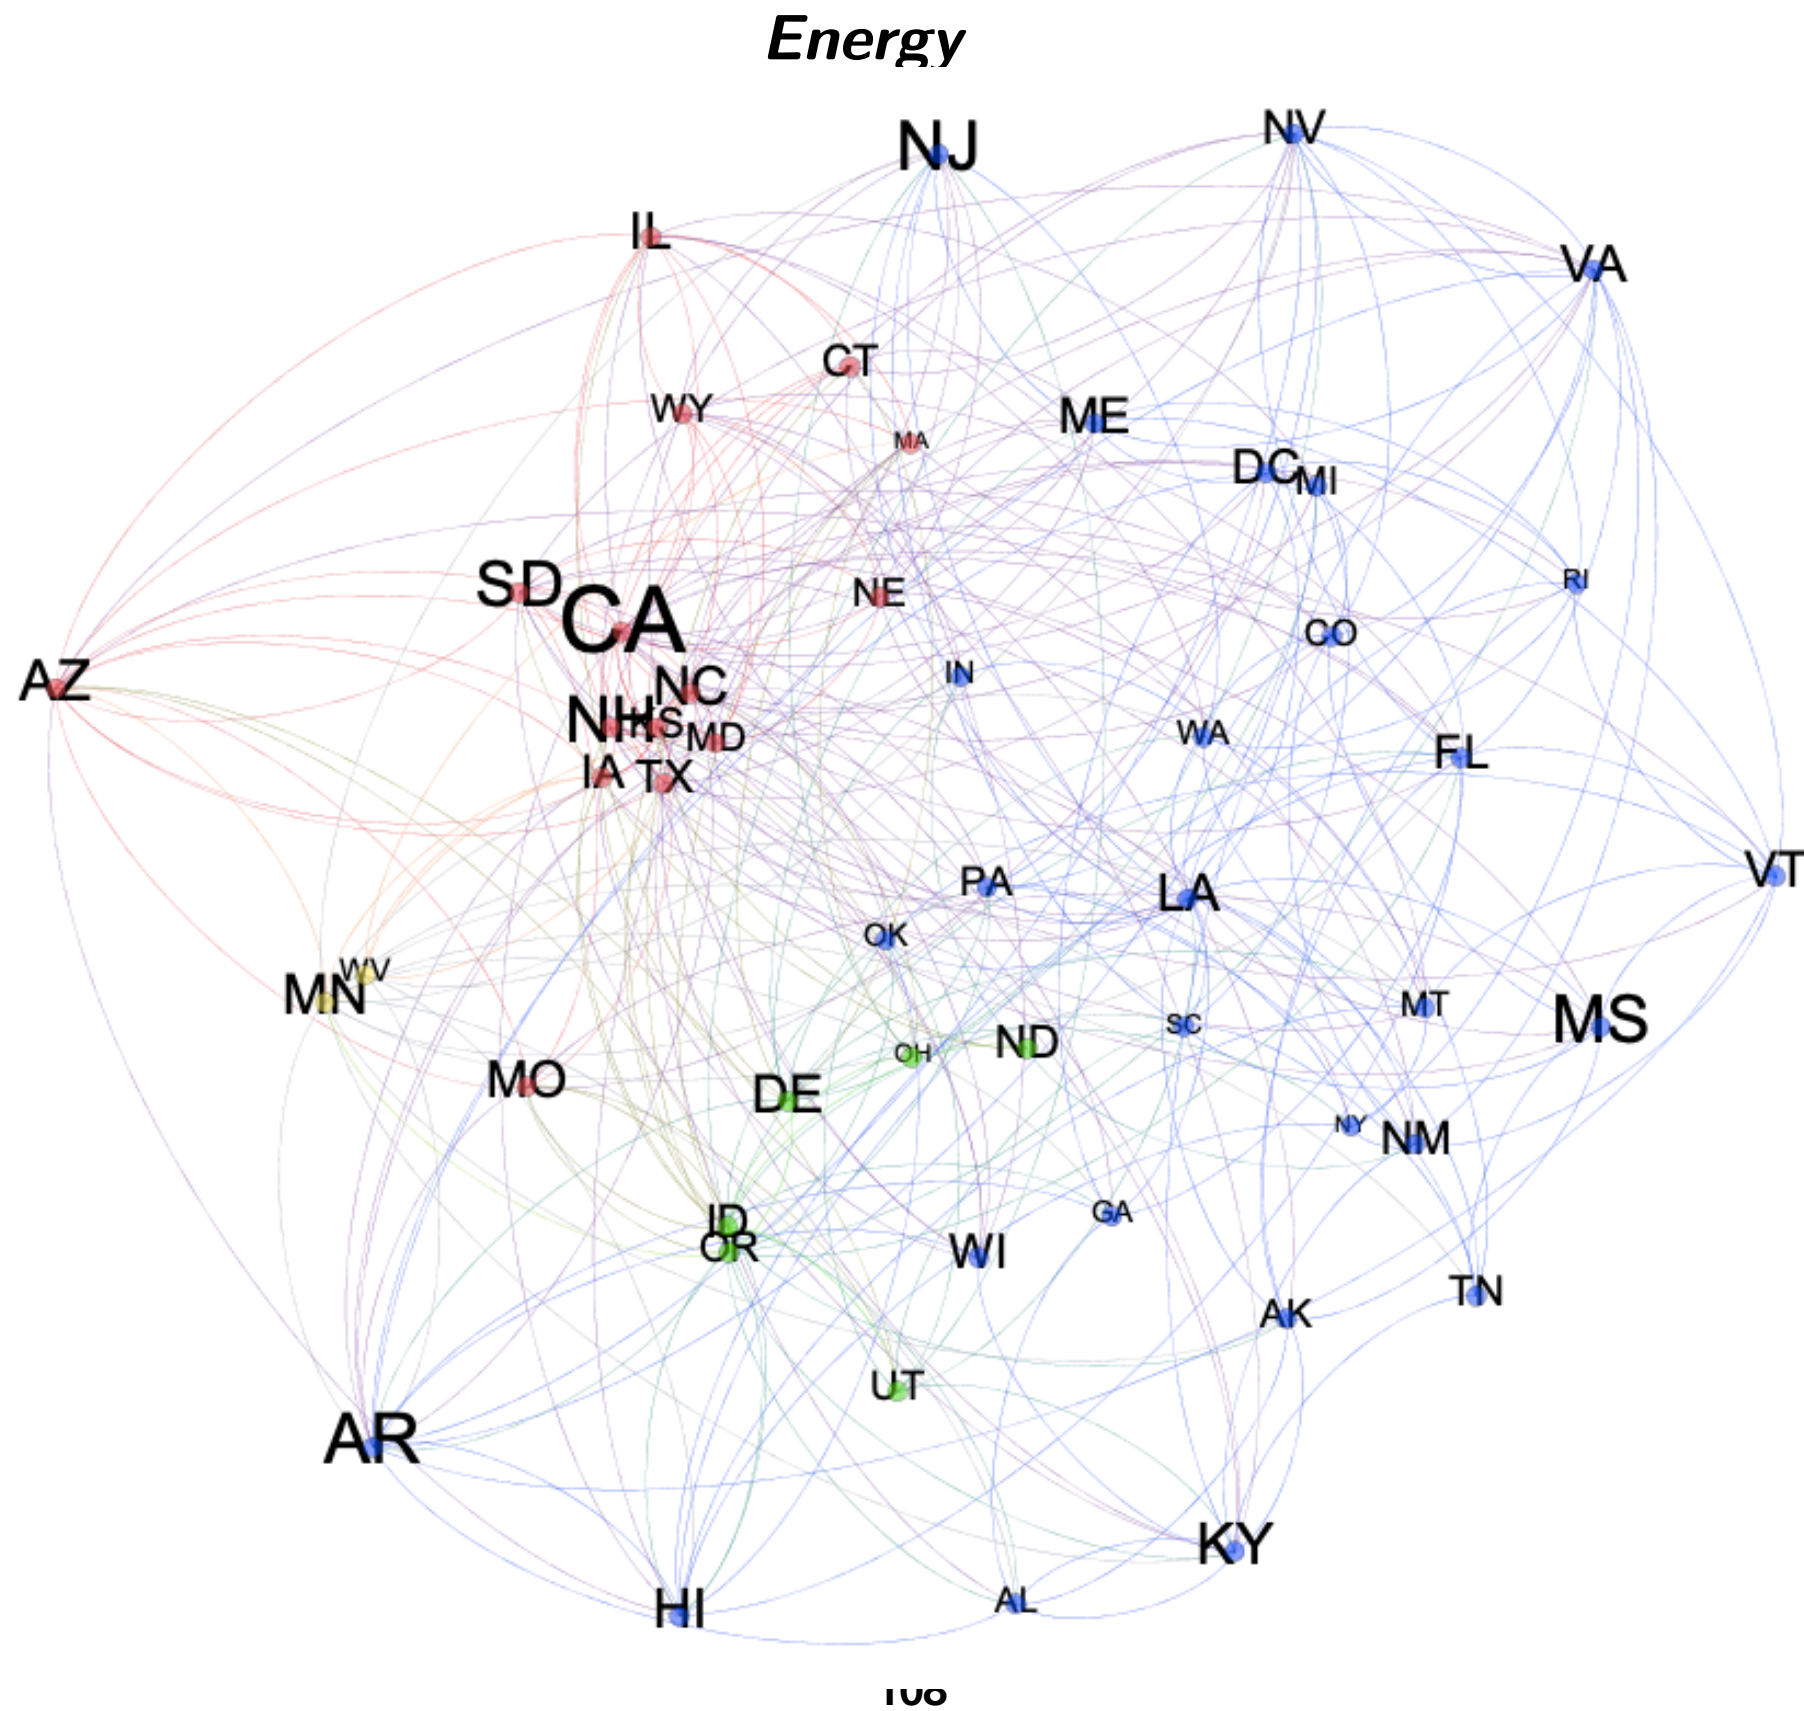 Energy
NJ
NV
IL
VA
CT
WY
ME
MA
DC
MI
SD
CA
NE
RI
CO
AZ
NC
IN
NH
KS
MD
WA
FL
IA
TX
PA
LA
VT
OK
WV
MN
MT
MS
SC
ND
OH
MO
DE
NY
NM
ID
OR
GA
WI
TN
AK
UT
AR
KY
HI
AL
108